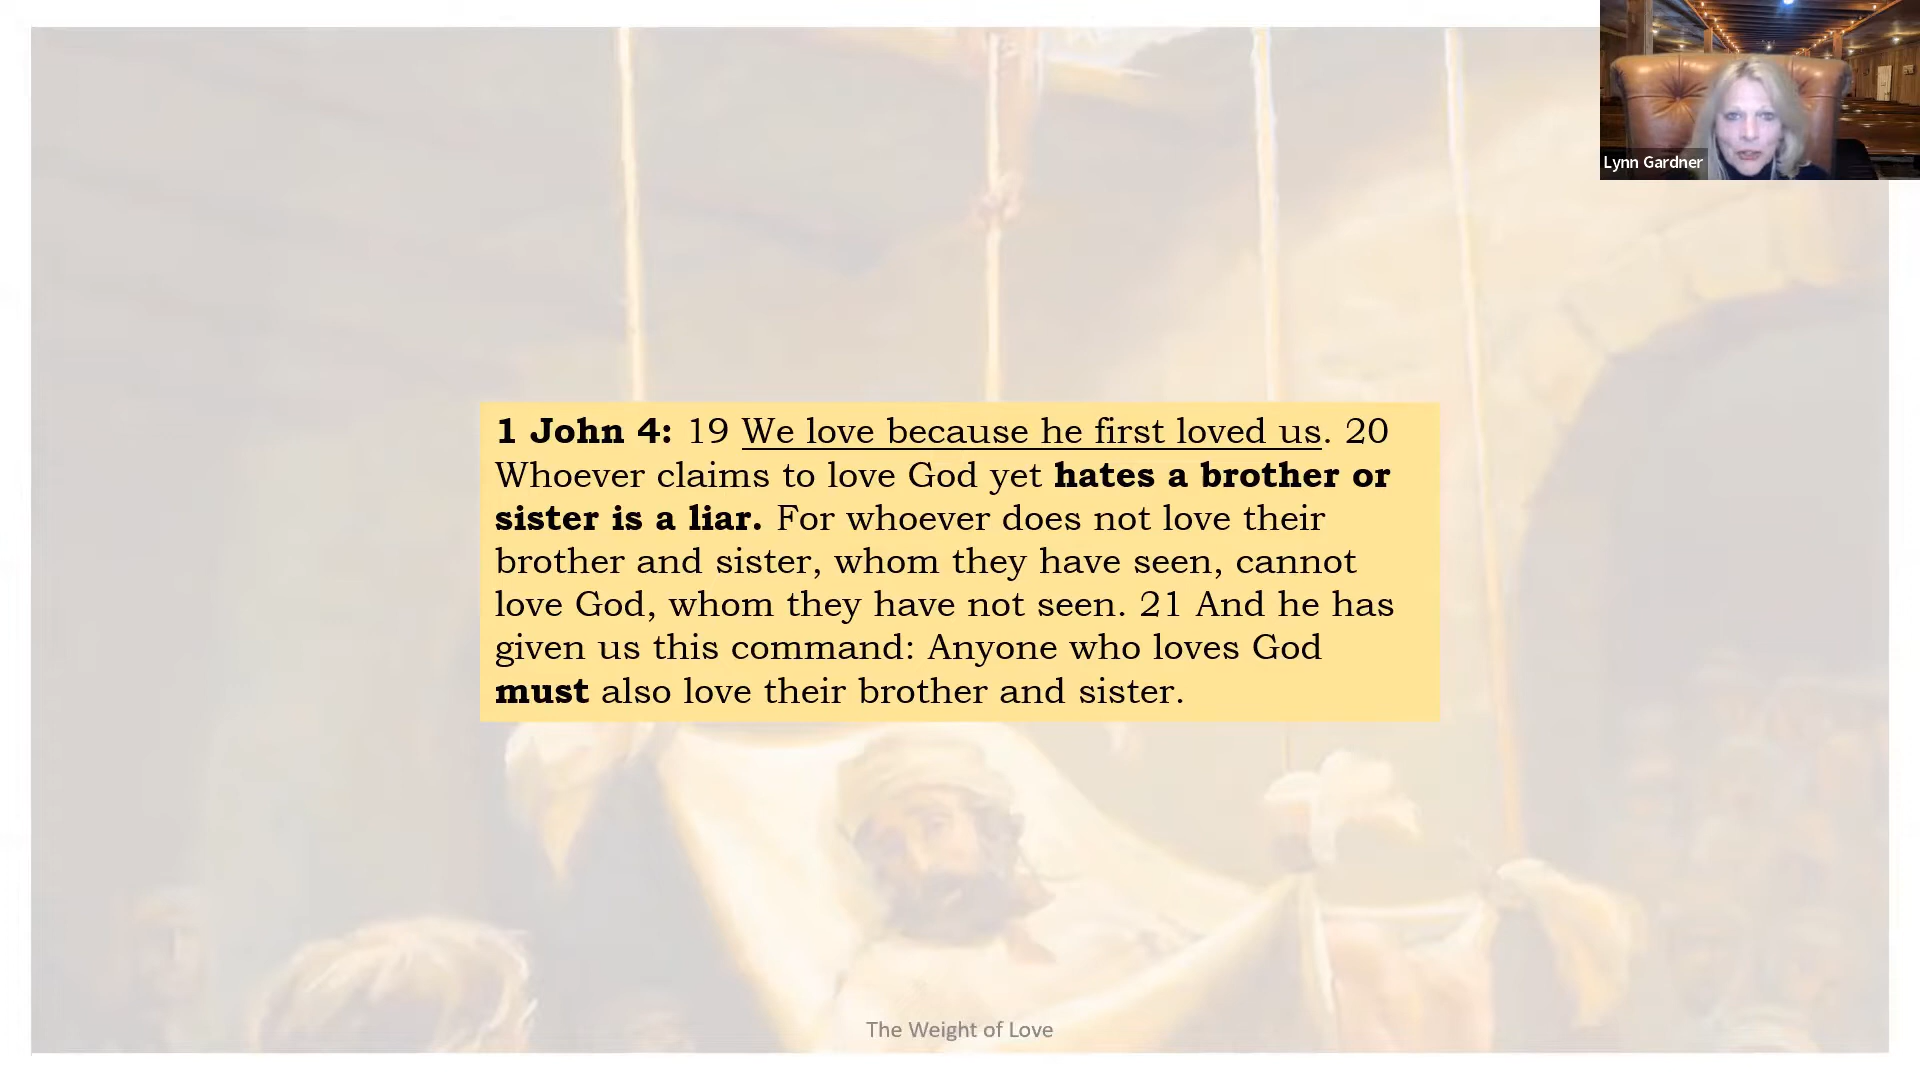 Lynn Gardner
1 John 4: 19 We love because he first loved us. 20
Whoever claims to love God yet hates a brother or
sister is a liar. For whoever does not love their
brother and sister, whom they have seen, cannot
love God, whom they have not seen. 21 And he has
given us this command: Anyone who loves God
must also love their brother and sister.
The Weight of Love